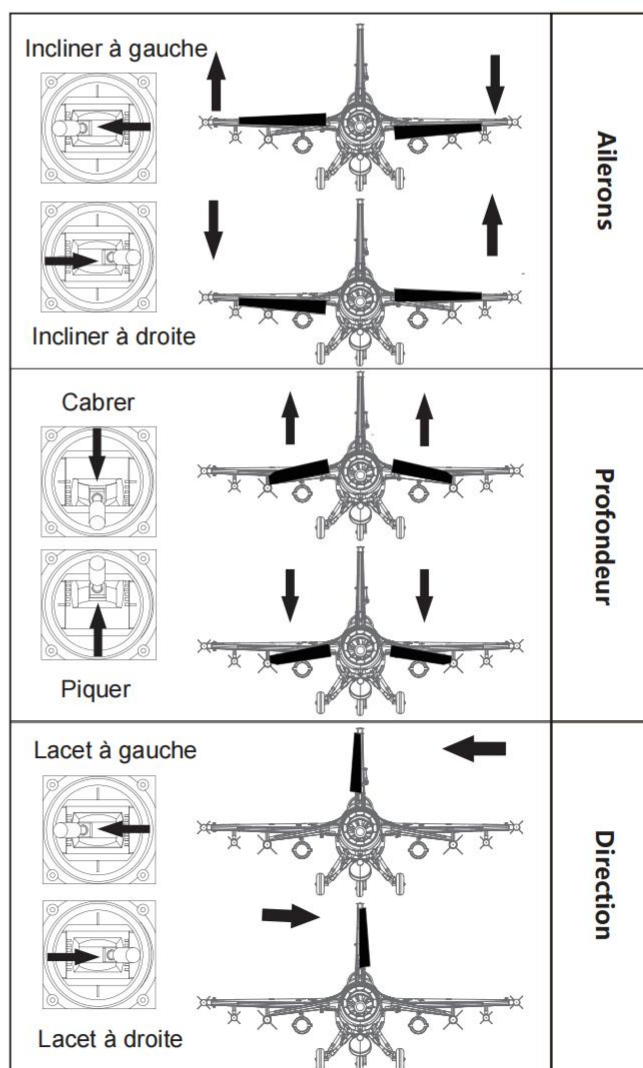 Incliner à gauche
Incliner à droite
Ailerons
Cabrer
Piquer
Profondeur
Lacet à gauche
Lacet à droite
Direction